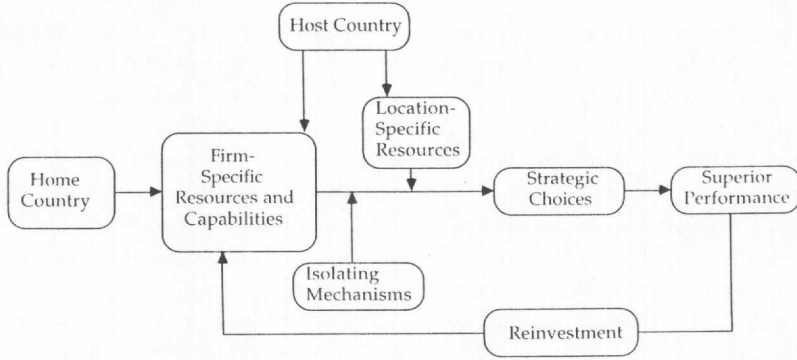 Host Country
Location-
Specific
Resources
Firm-
Specific
Resources and
Capabilities
Home
Country
Strategic
Choices
Superior
Performance
Isolating
Mechanisms
Reinvestment